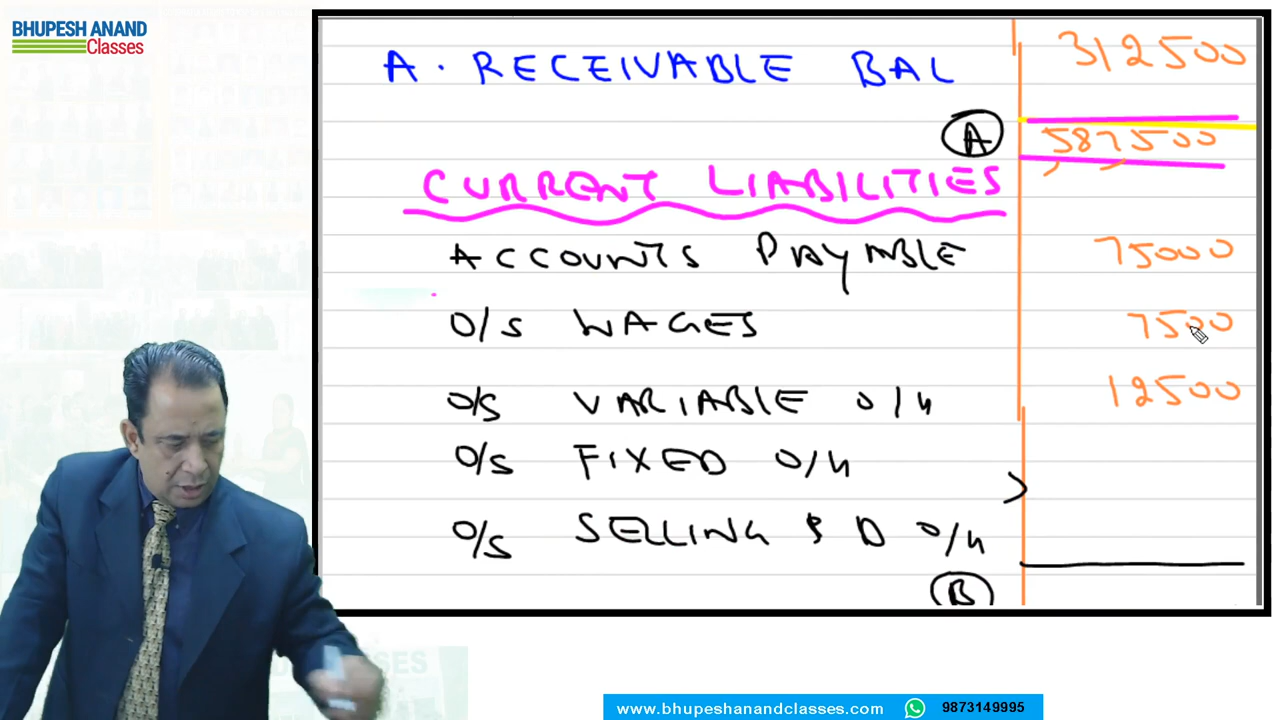 BHUPESH ANAND
Classes
A. RECEIVABLE BAL 312500
A 587500
CURRENT LIABILITIES
ACCOUNTS PAYABLE 75000
O/S WAGES 7500
O/S VARIABLE O/H 12500
O/S FIXED O/H
O/S SELLING & D O/H
B
www.bhupeshanandclasses.com 9873149995